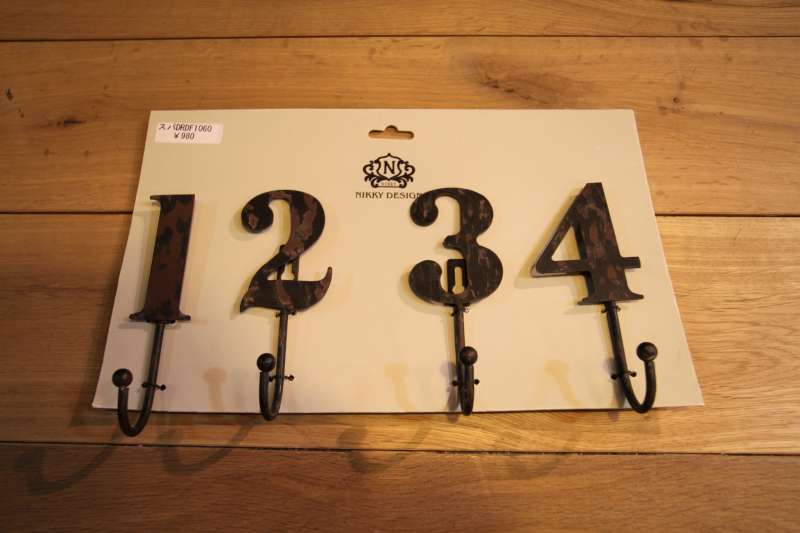 スパDRDF1060
￥980
N
NIKKY DESIGN
1 2 3 4